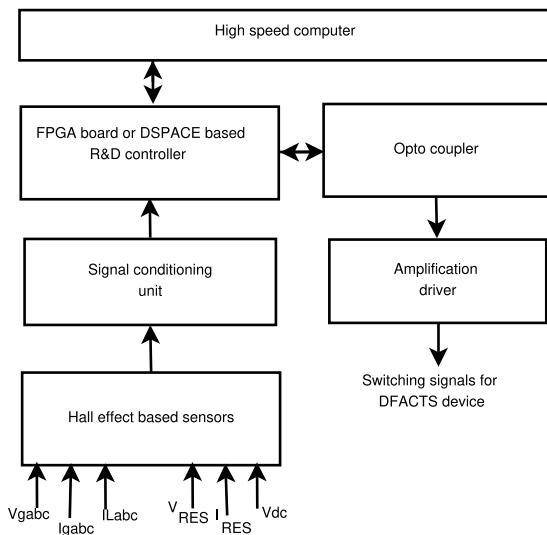 High speed computer
FPGA board or DSPACE based
R&D controller
Opto coupler
Signal conditioning
unit
Amplification
driver
Switching signals for
DFACTS device
Hall effect based sensors
Vgabc
Igabc
ILabc
V RES
I RES
Vdc